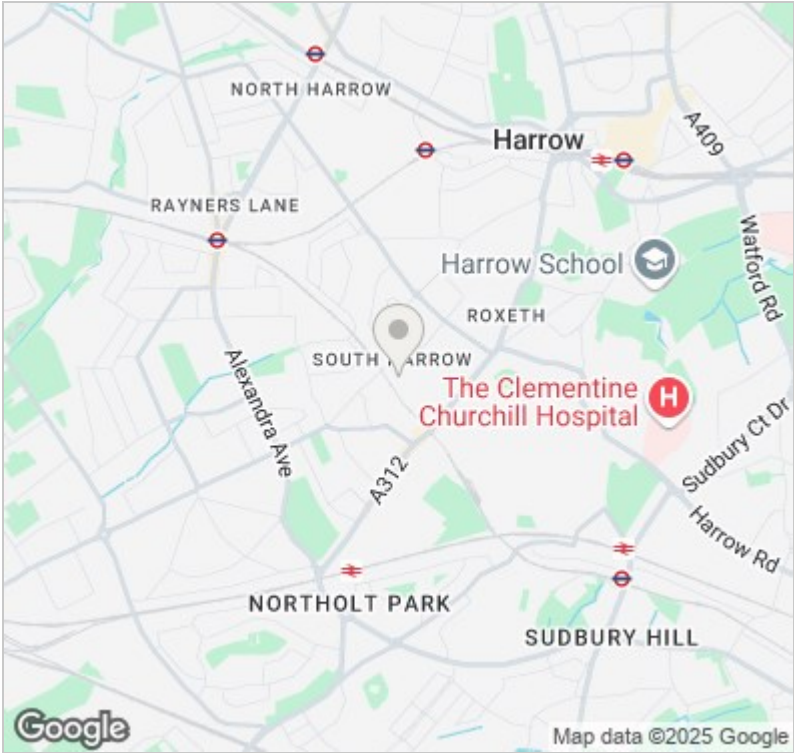 NORTH HARROW
Harrow
A409
RAYNERS LANE
Watford Rd
Harrow School
ROXETH
SOUTH HARROW
Alexandra Ave
The Clementine
Churchill Hospital
H
Sudbury Ct Dr
A312
Harrow Rd
NORTHOLT PARK
SUDBURY HILL
Google
Map data ©2025 Google